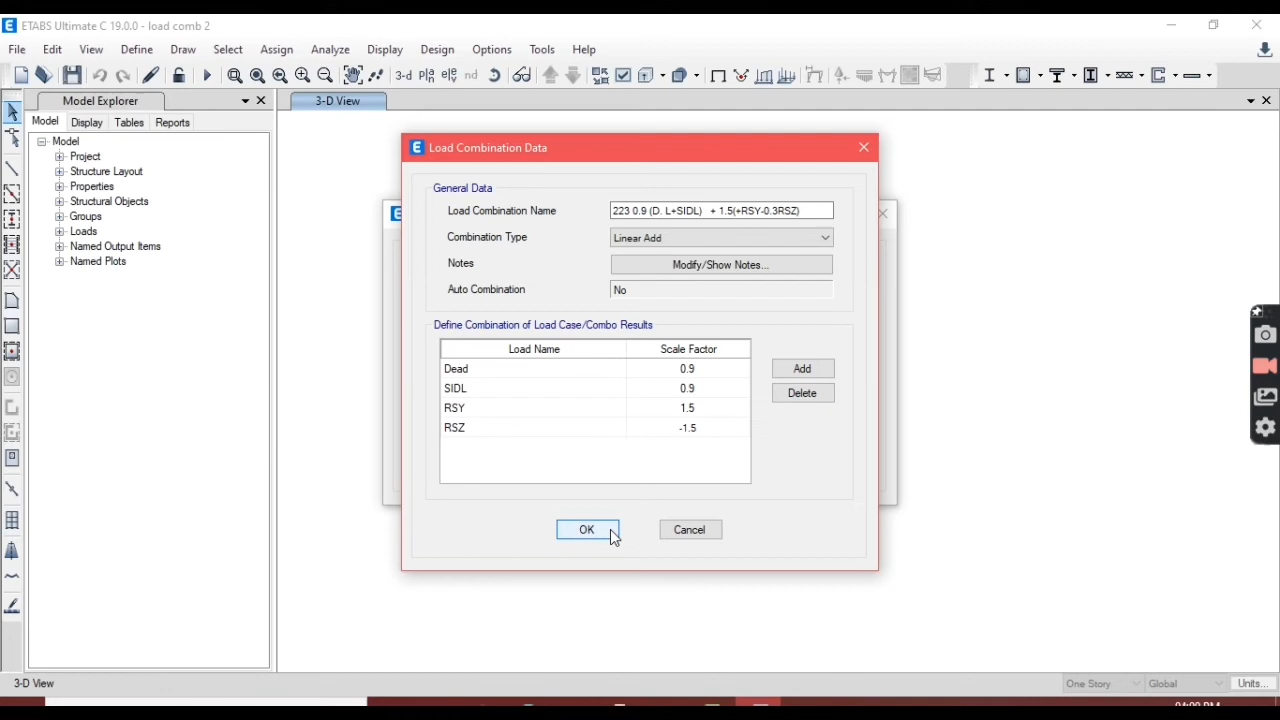 ETABS Ultimate C 19.0.0 - load comb 2
File Edit View Define Draw Select Assign Analyze Display Design Options Tools Help
3-d nd
Model Explorer
3-D View
Model Display Tables Reports
Model
Project
Structure Layout
Properties
Structural Objects
Groups
Loads
Named Output Items
Named Plots
Load Combination Data
General Data
Load Combination Name 223 0.9 (D. L+SIDL) + 1.5(+RSY-0.3RSZ)
Combination Type Linear Add
Notes Modify/Show Notes...
Auto Combination No
Define Combination of Load Case/Combo Results
Load Name Scale Factor
Dead 0.9
SIDL 0.9
RSY 1.5
RSZ -1.5
Add
Delete
OK Cancel
3-D View One Story Global Units...